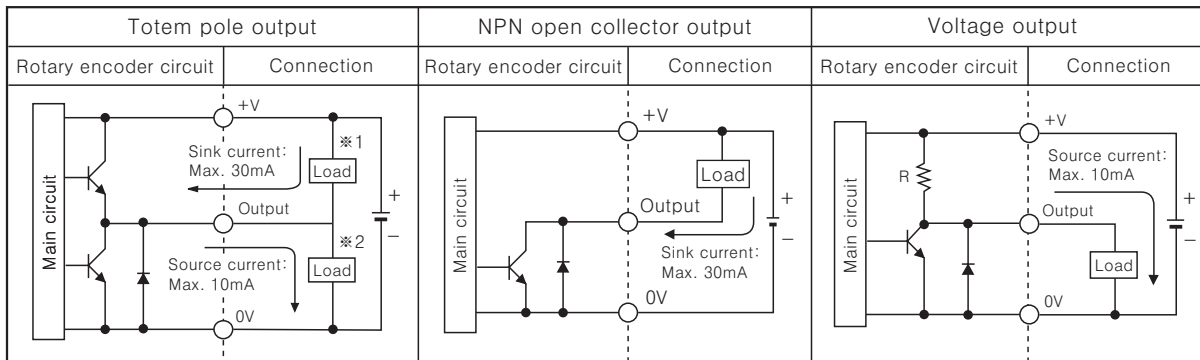 Totem pole output
NPN open collector output
Voltage output
Rotary encoder circuit
Connection
Rotary encoder circuit
Connection
Rotary encoder circuit
Connection
Main circuit
+V
※1
Sink current:
Max. 30mA
Load
Output
+
−
※2
Source current:
Max. 10mA
Load
0V
Main circuit
+V
Load
Output
+
−
Sink current:
Max. 30mA
0V
Main circuit
+V
R
Source current:
Max. 10mA
Output
+
−
Load
0V